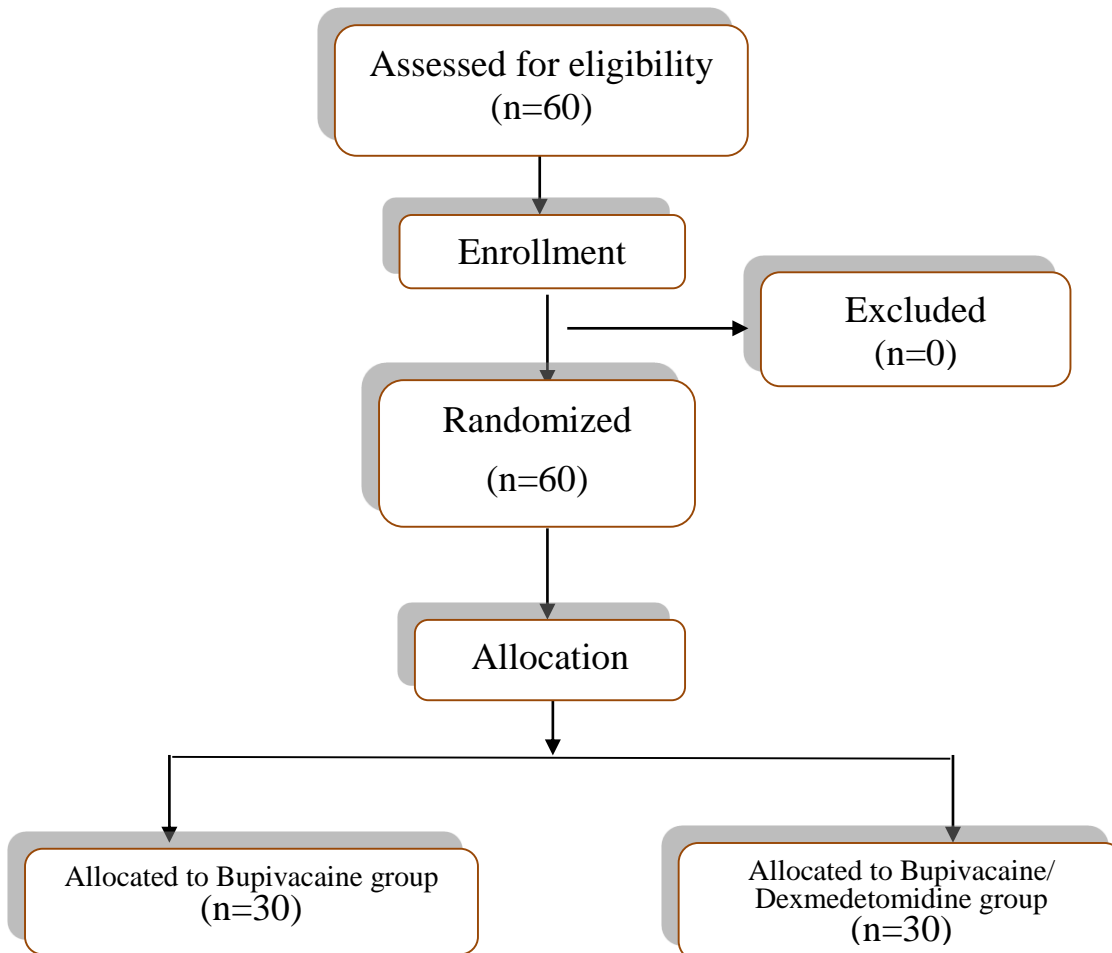 Assessed for eligibility
(n=60)
Enrollment
Excluded
(n=0)
Randomized
(n=60)
Allocation
Allocated to Bupivacaine group
(n=30)
Allocated to Bupivacaine/
Dexmedetomidine group
(n=30)